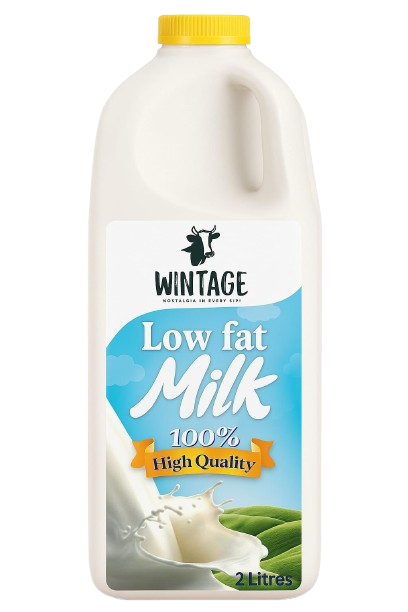 WINTAGE
NOSTALGIA IN EVERY SIP!
Low fat
Milk
100%
High Quality
2 Litres